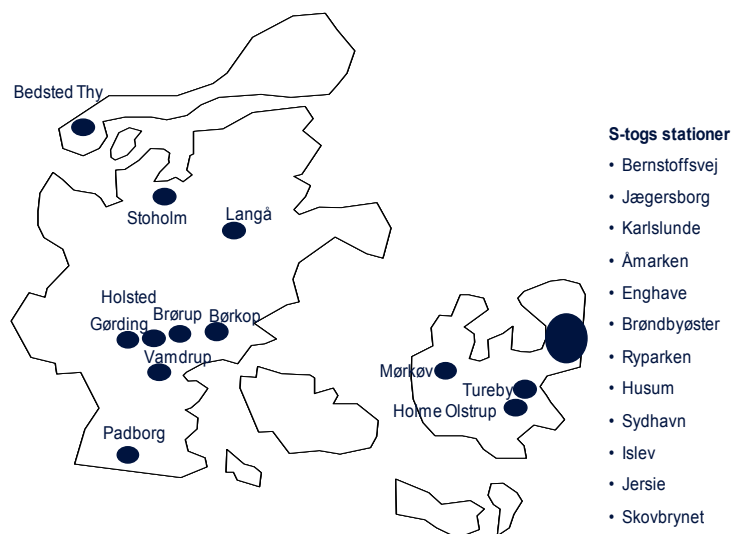 Bedsted Thy
Stoholm
Langå
Holsted
Brørup
Børkop
Gørding
Vamdrup
Padborg
Mørkøv
Tureby
Holme Olstrup
S-togs stationer
• Bernstoffsvej
• Jægersborg
• Karlslunde
• Åmarken
• Enghave
• Brøndbyøster
• Ryparken
• Husum
• Sydhavn
• Islev
• Jersie
• Skovbrynet